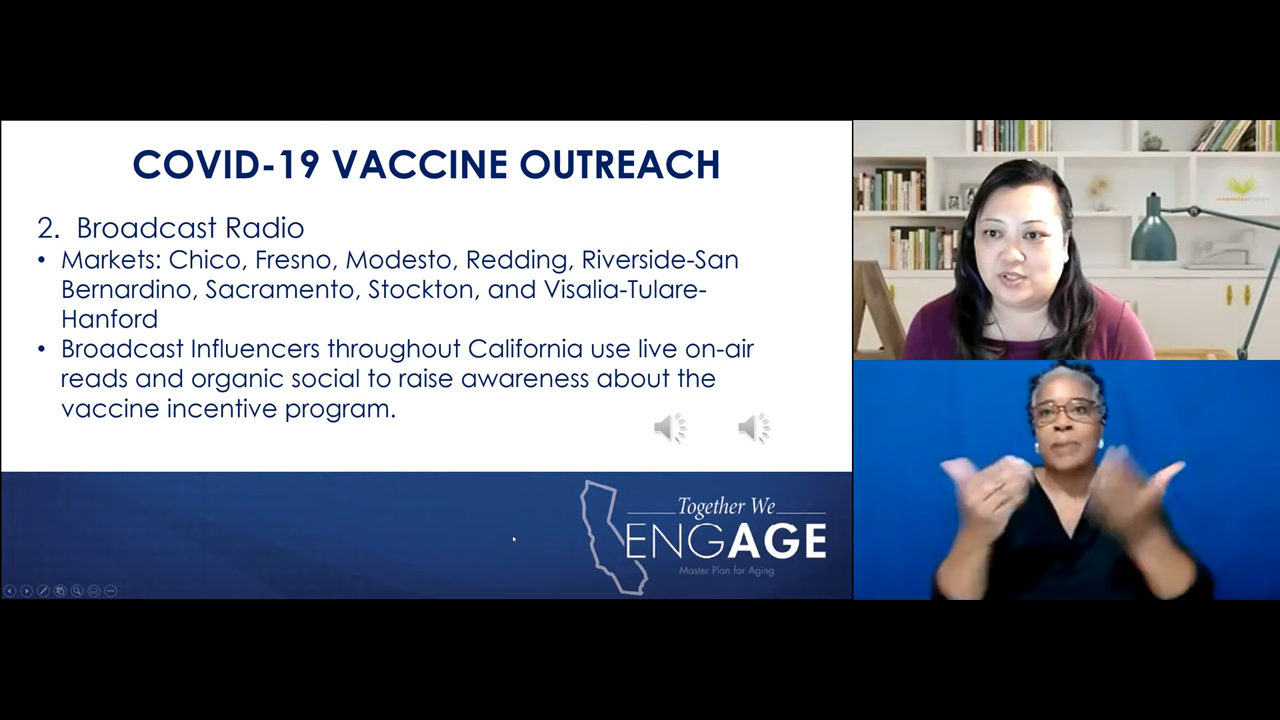 COVID-19 VACCINE OUTREACH
2. Broadcast Radio
• Markets: Chico, Fresno, Modesto, Redding, Riverside-San
Bernardino, Sacramento, Stockton, and Visalia-Tulare-
Hanford
• Broadcast Influencers throughout California use live on-air
reads and organic social to raise awareness about the
vaccine incentive program.
Together We
ENGAGE
Master Plan for Aging